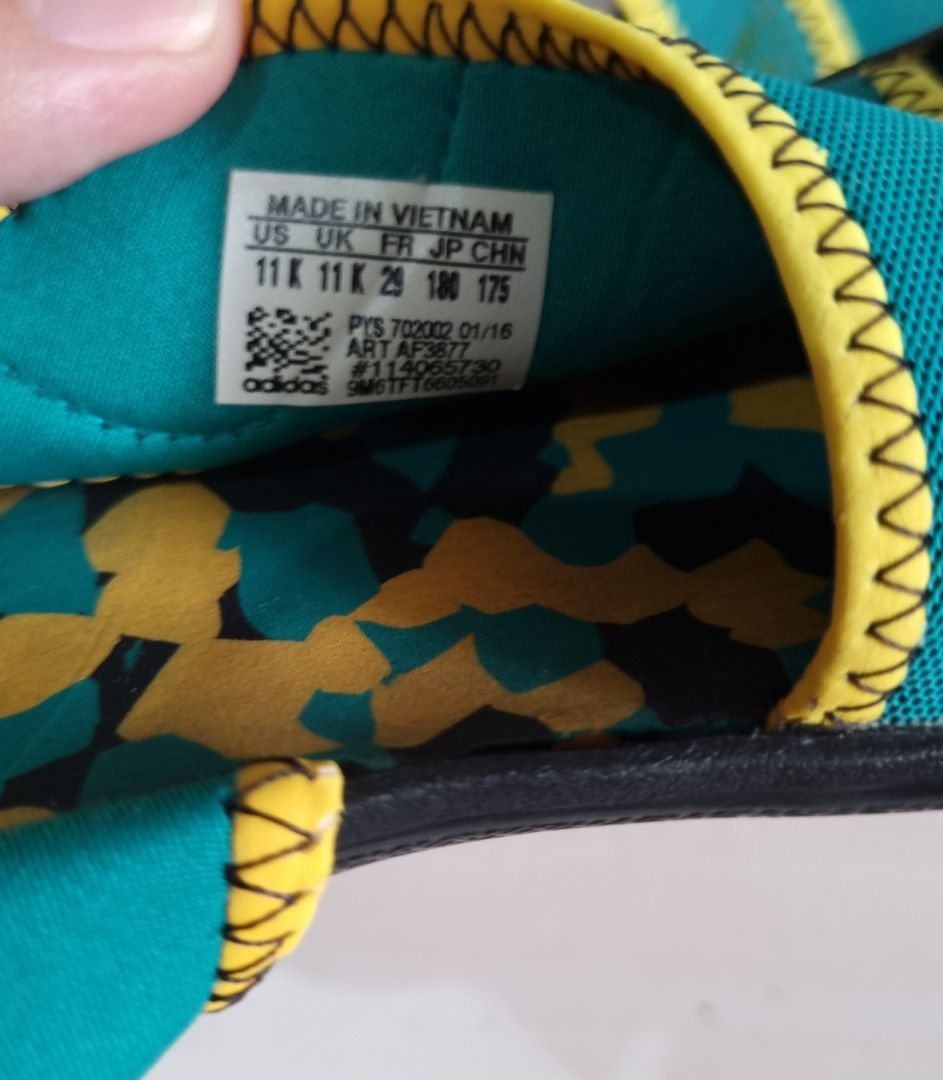 MADE IN VIETNAM
US UK FR JP CHN
11 K 11 K 29 180 175
PYS 702002 01/16
ART AF3877
#114065730
adidas 9M6TFT6605091